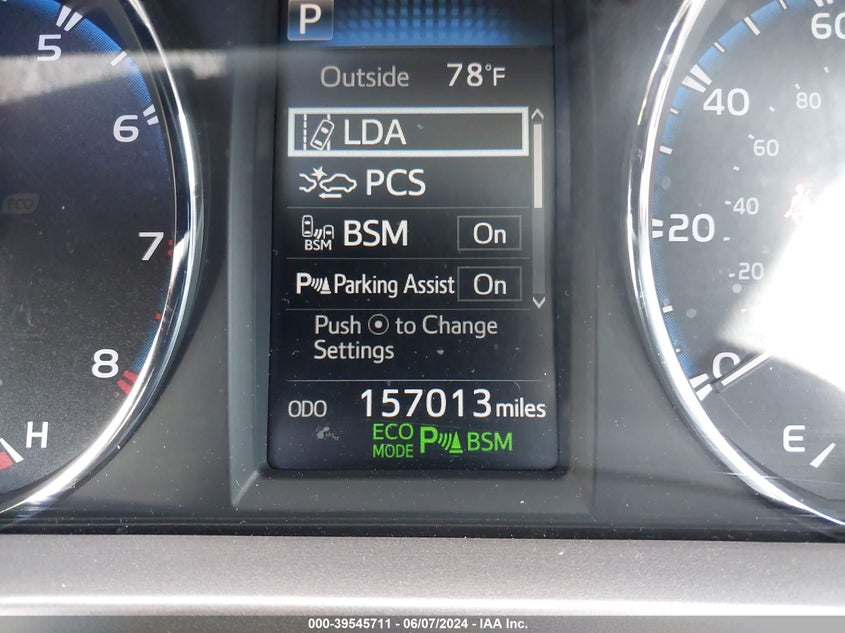 P
Outside 78°F
LDA
PCS
BSM BSM On
Parking Assist On
Push to Change
Settings
ODO 157013 miles
ECO MODE P BSM
5
6
7
8
H
ECO
60
40
20
0
80
60
40
20
E
000-39545711 - 06/07/2024 - IAA Inc.